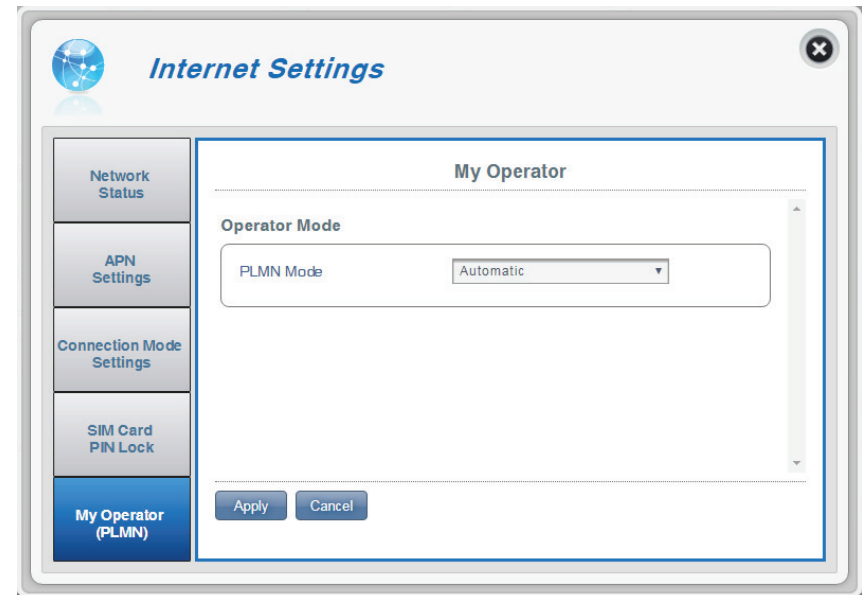 Internet Settings
Network
Status
APN
Settings
Connection Mode
Settings
SIM Card
PIN Lock
My Operator
(PLMN)
My Operator
Operator Mode
PLMN Mode
Automatic
Apply
Cancel